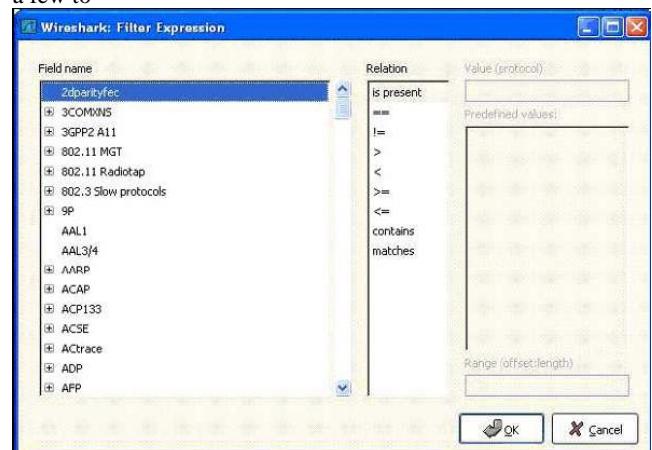 a few to
Wireshark: Filter Expression
Field name
2dparityfec
3COMXNS
3GPP2 A11
802.11 MGT
802.11 Radiotap
802.3 Slow protocols
9P
AAL1
AAL3/4
AARP
ACAP
ACP133
ACSE
ACtrace
ADP
AFP
Relation
is present
==
!=
>
<
>=
<=
contains
matches
Value (protocol)
Predefined values:
Range (offset:length)
OK
Cancel